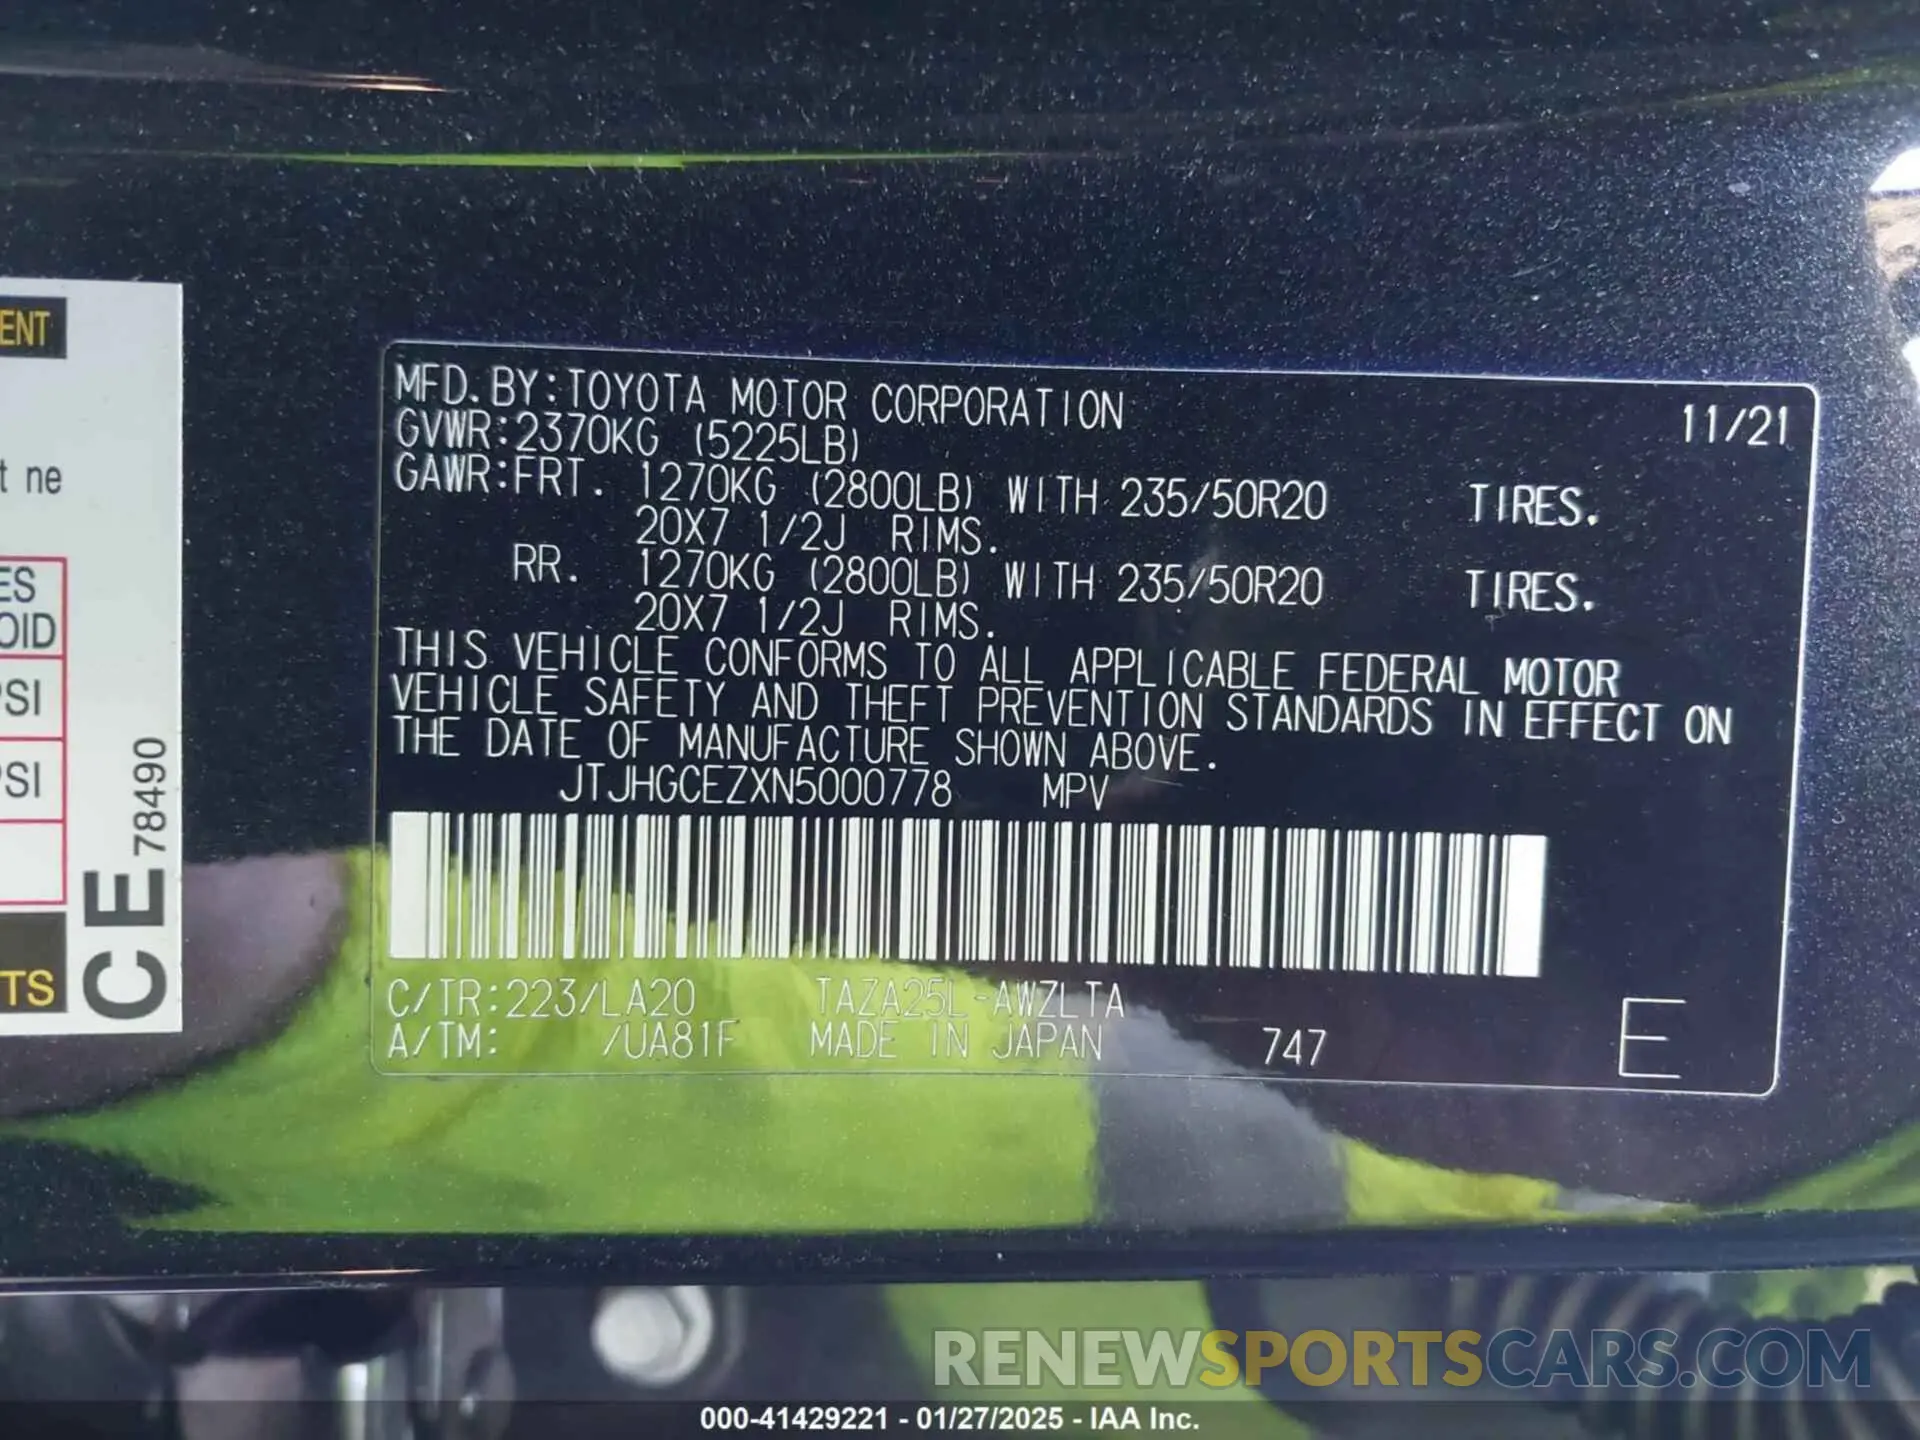 ENT
t ne
ES
OID
PSI
PSI
TS
CE 78490
MFD. BY: TOYOTA MOTOR CORPORATION 11/21
GVWR: 2370KG (5225LB)
GAWR: FRT. 1270KG (2800LB) WITH 235/50R20 TIRES.
20X7 1/2J RIMS.
RR. 1270KG (2800LB) WITH 235/50R20 TIRES.
20X7 1/2J RIMS.
THIS VEHICLE CONFORMS TO ALL APPLICABLE FEDERAL MOTOR
VEHICLE SAFETY AND THEFT PREVENTION STANDARDS IN EFFECT ON
THE DATE OF MANUFACTURE SHOWN ABOVE.
JTJHGCEZXN5000778 MPV
C/TR: 223/LA20 TAZA25L-AWZLTA
A/TM: /UA81F MADE IN JAPAN 747 E
RENEWSPORTSCARS.COM
000-41429221 - 01/27/2025 - IAA Inc.